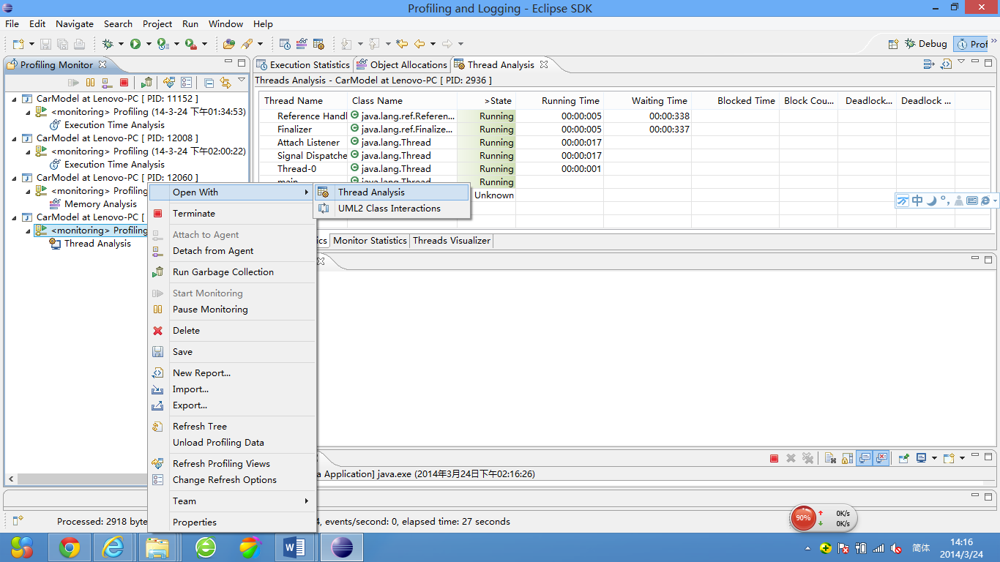 Profiling and Logging - Eclipse SDK
File Edit Navigate Search Project Run Window Help
Debug Prof
Profiling Monitor
Execution Statistics Object Allocations Thread Analysis
Threads Analysis - CarModel at Lenovo-PC [ PID: 2936 ]
CarModel at Lenovo-PC [ PID: 11152 ]
<monitoring> Profiling (14-3-24 下午01:34:53)
Execution Time Analysis
CarModel at Lenovo-PC [ PID: 12008 ]
<monitoring> Profiling (14-3-24 下午02:00:22)
Execution Time Analysis
CarModel at Lenovo-PC [ PID: 12060 ]
<monitoring> Profiling
Memory Analysis
CarModel at Lenovo-PC [
<monitoring> Profiling
Thread Analysis
Thread Name Class Name >State Running Time Waiting Time Blocked Time Block Cou... Deadlock... Deadlock ...
Reference Handl java.lang.ref.Referen... Running 00:00:005 00:00:338
Finalizer java.lang.ref.Finalize... Running 00:00:005 00:00:337
Attach Listener java.lang.Thread Running 00:00:017
Signal Dispatche java.lang.Thread Running 00:00:017
Thread-0 java.lang.Thread Running 00:00:001
main java.lang.Thread Running
Unknown
中
Open With
Thread Analysis
UML2 Class Interactions
Terminate
Attach to Agent
Detach from Agent
Run Garbage Collection
Start Monitoring
Pause Monitoring
Delete
Save
New Report...
Import...
Export...
Refresh Tree
Unload Profiling Data
Refresh Profiling Views
Change Refresh Options
Team
Properties
ics Monitor Statistics Threads Visualizer
a Application] java.exe (2014年3月24日下午02:16:26)
Processed: 2918 byte 4, events/second: 0, elapsed time: 27 seconds
90% 0K/s
0K/s
简体 14:16
2014/3/24